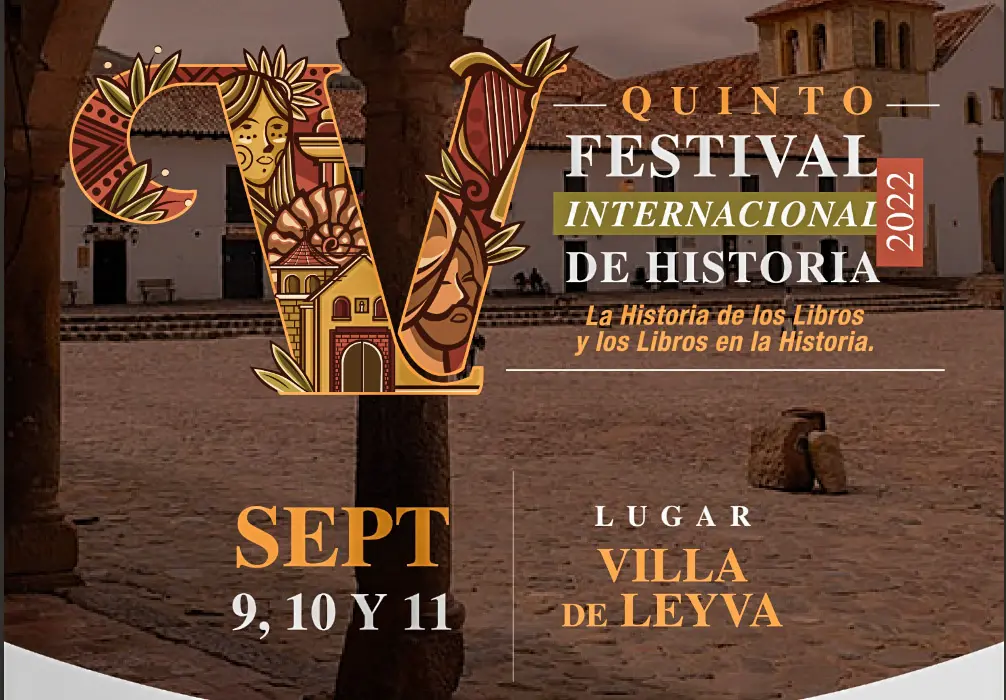 QUINTO
FESTIVAL
INTERNACIONAL
DE HISTORIA
2022
La Historia de los Libros
y los Libros en la Historia.
SEPT
9, 10 Y 11
LUGAR
VILLA
DE LEYVA